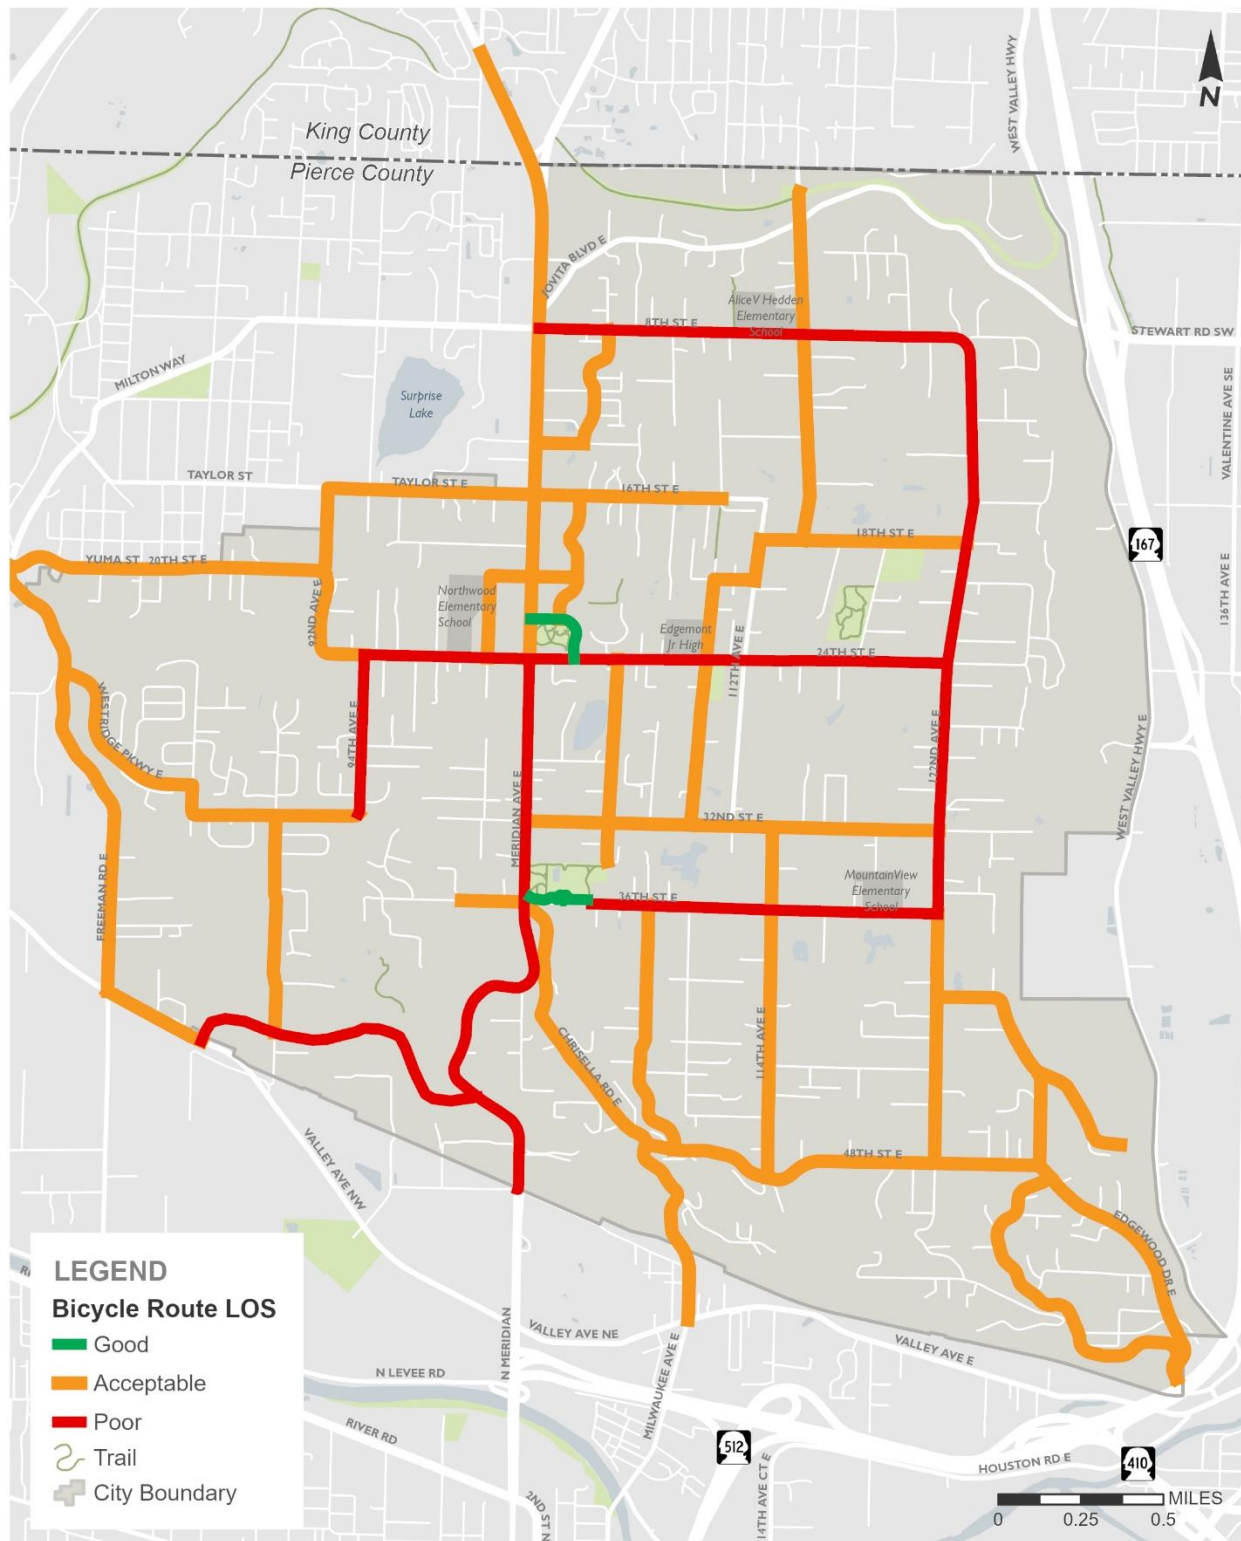 WEST VALLEY HWY
N
King County
Pierce County
JOVITA BLVD E
AliceV Hedden
Elementary
School
8TH ST E
STEWART RD SW
MILTON WAY
Surprise
Lake
VALENTINE AVE SE
TAYLOR ST
TAYLOR ST E
16TH ST E
18TH ST E
167
YUMA ST
20TH ST E
136TH AVE E
92ND AVE E
Northwood
Elementary
School
Edgemont
Jr High
112TH AVE E
24TH ST E
WESTRIDGE PKWY E
94TH AVE E
MERIDIAN AVE E
122ND AVE E
WEST VALLEY HWY E
32ND ST E
FREEMAN RD E
36TH ST E
MountainView
Elementary
School
CHRISELLA RD E
114TH AVE E
48TH ST E
VALLEY AVE NW
EDGEWOOD DR E
LEGEND
Bicycle Route LOS
Good
Acceptable
Poor
Trail
City Boundary
N MERIDIAN
VALLEY AVE NE
VALLEY AVE E
N LEVEE RD
MILWAUKEE AVE E
RIVER RD
512
410
HOUSTON RD E
2ND ST N
14TH AVE CT E
MILES
0 0.25 0.5